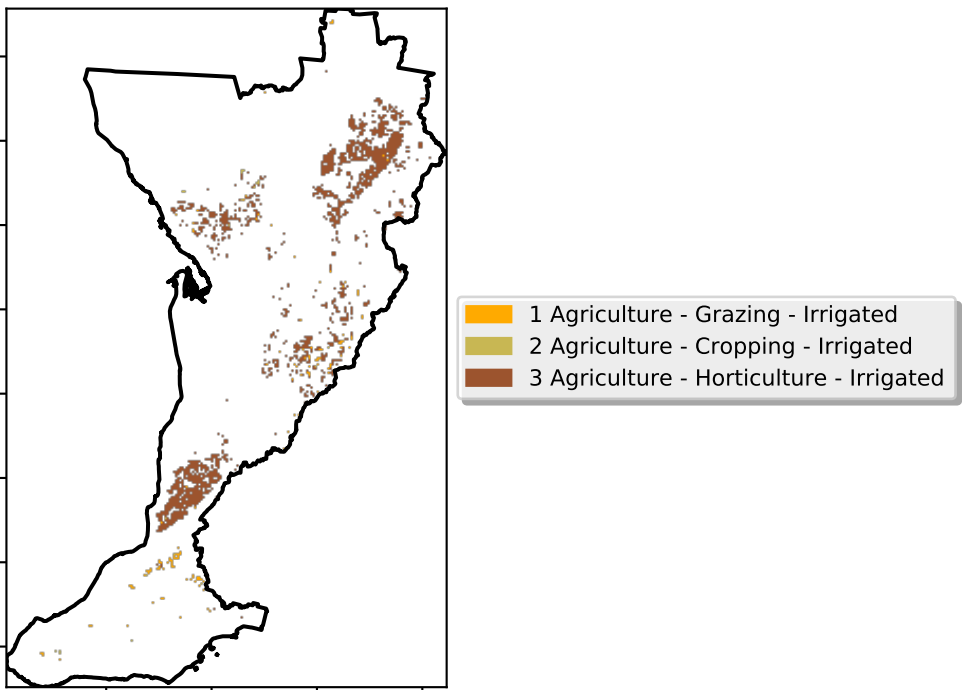 1 Agriculture - Grazing - Irrigated
2 Agriculture - Cropping - Irrigated
3 Agriculture - Horticulture - Irrigated